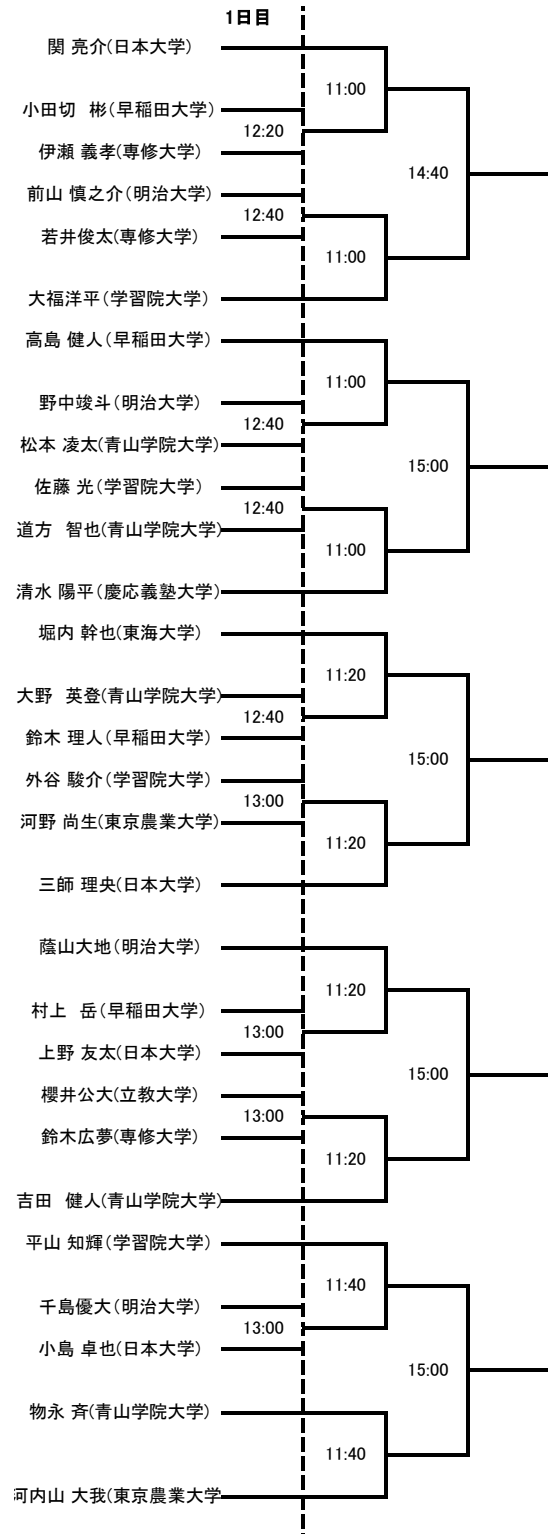 1日目
関 亮介(日本大学)
11:00
小田切　彬(早稲田大学)
12:20
伊瀬 義孝(専修大学)
14:40
前山 慎之介(明治大学)
12:40
若井俊太(専修大学)
11:00
大福洋平(学習院大学)
高島 健人(早稲田大学)
11:00
野中竣斗(明治大学)
12:40
松本 凌太(青山学院大学)
15:00
佐藤 光(学習院大学)
12:40
道方　智也(青山学院大学)
11:00
清水 陽平(慶応義塾大学)
堀内 幹也(東海大学)
11:20
大野　英登(青山学院大学)
12:40
鈴木 理人(早稲田大学)
15:00
外谷 駿介(学習院大学)
13:00
河野 尚生(東京農業大学)
11:20
三師 理央(日本大学)
蔭山大地(明治大学)
11:20
村上　岳(早稲田大学)
13:00
上野 友太(日本大学)
15:00
櫻井公大(立教大学)
13:00
鈴木広夢(専修大学)
11:20
吉田　健人(青山学院大学)
平山 知輝(学習院大学)
11:40
千島優大(明治大学)
13:00
小島 卓也(日本大学)
15:00
物永 斉(青山学院大学)
11:40
河内山 大我(東京農業大学